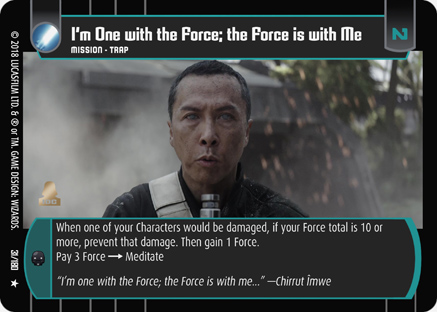 I'm One with the Force; the Force is with Me
MISSION - TRAP
N
© 2018 LUCASFILM LTD. & ® or TM. GAME DESIGN: WIZARDS.
31/180
When one of your Characters would be damaged, if your Force total is 10 or
more, prevent that damage. Then gain 1 Force.
Pay 3 Force → Meditate
"I'm one with the Force; the Force is with me..." —Chirrut Îmwe